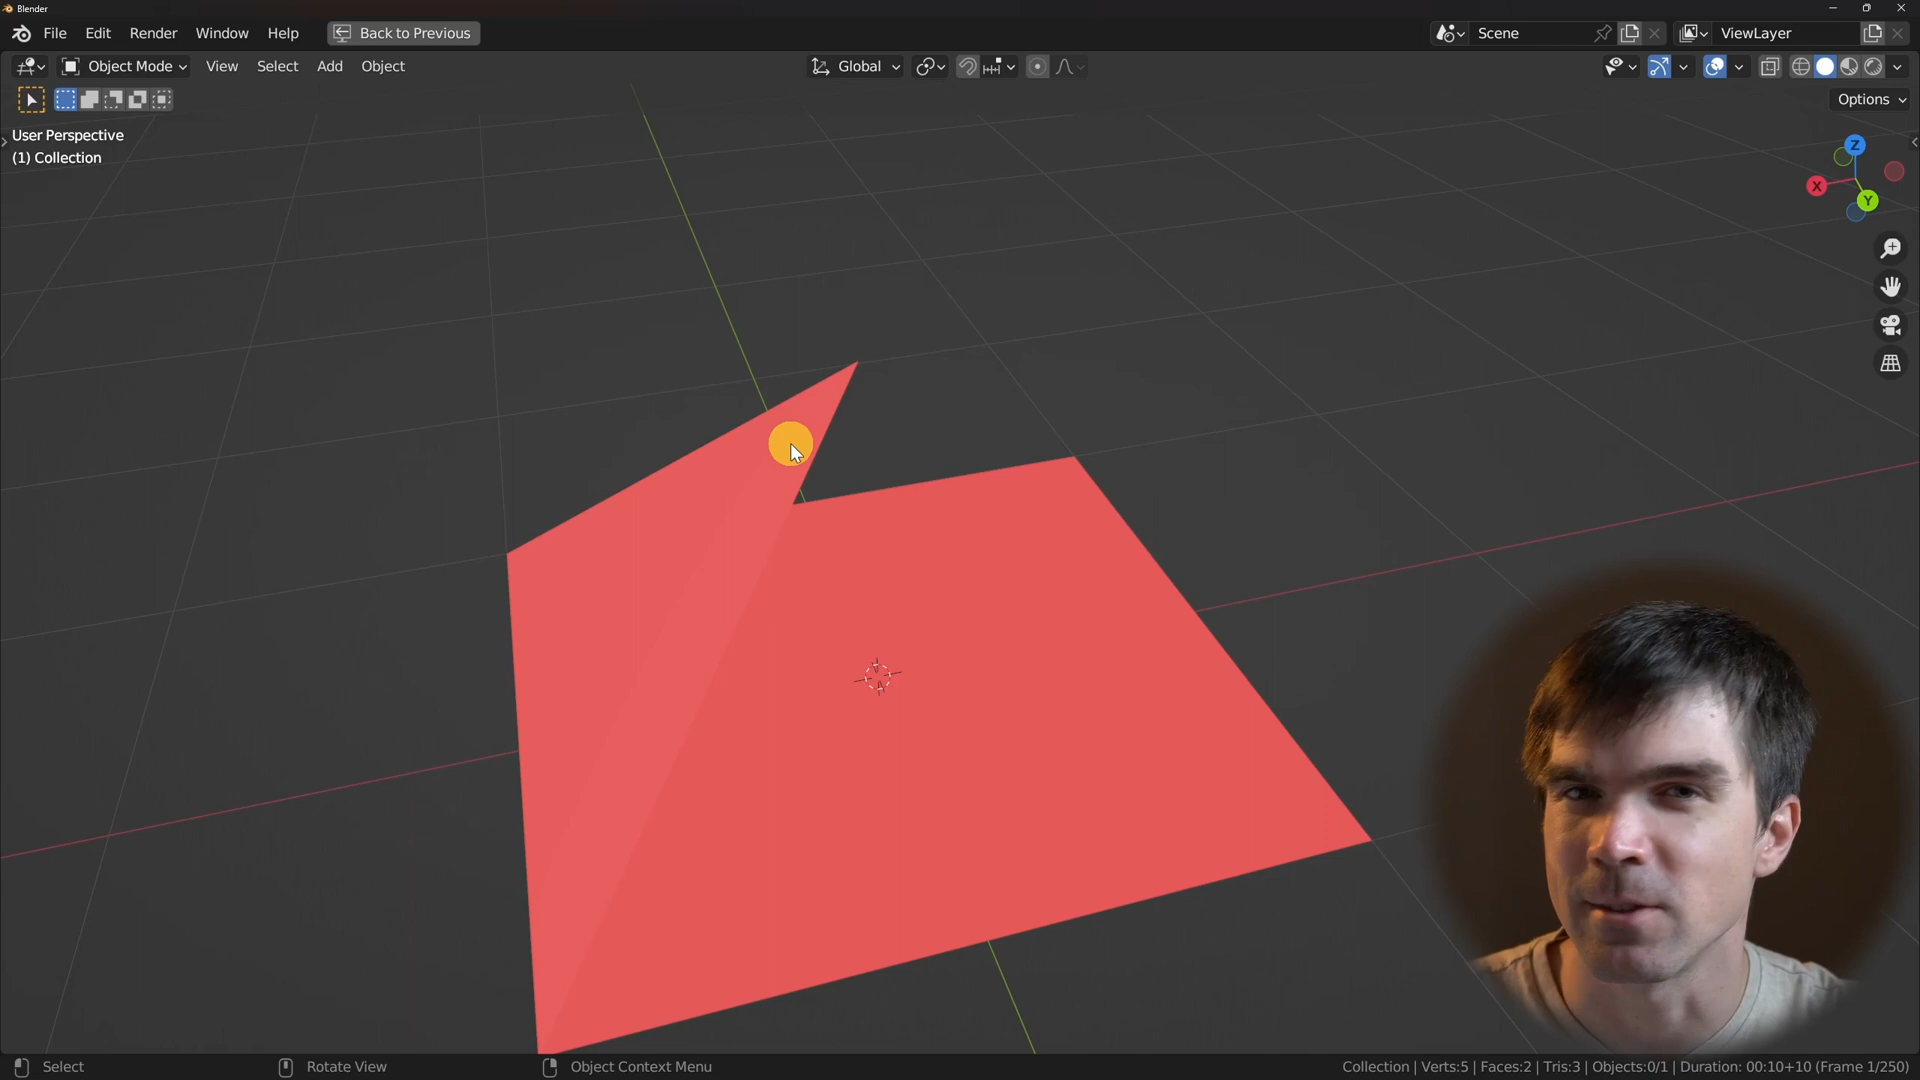 Blender
File Edit Render Window Help Back to Previous Scene ViewLayer
Object Mode View Select Add Object Global
Options
User Perspective
(1) Collection
Z
X
Y
Select Rotate View Object Context Menu Collection | Verts:5 | Faces:2 | Tris:3 | Objects:0/1 | Duration: 00:10+10 (Frame 1/250)